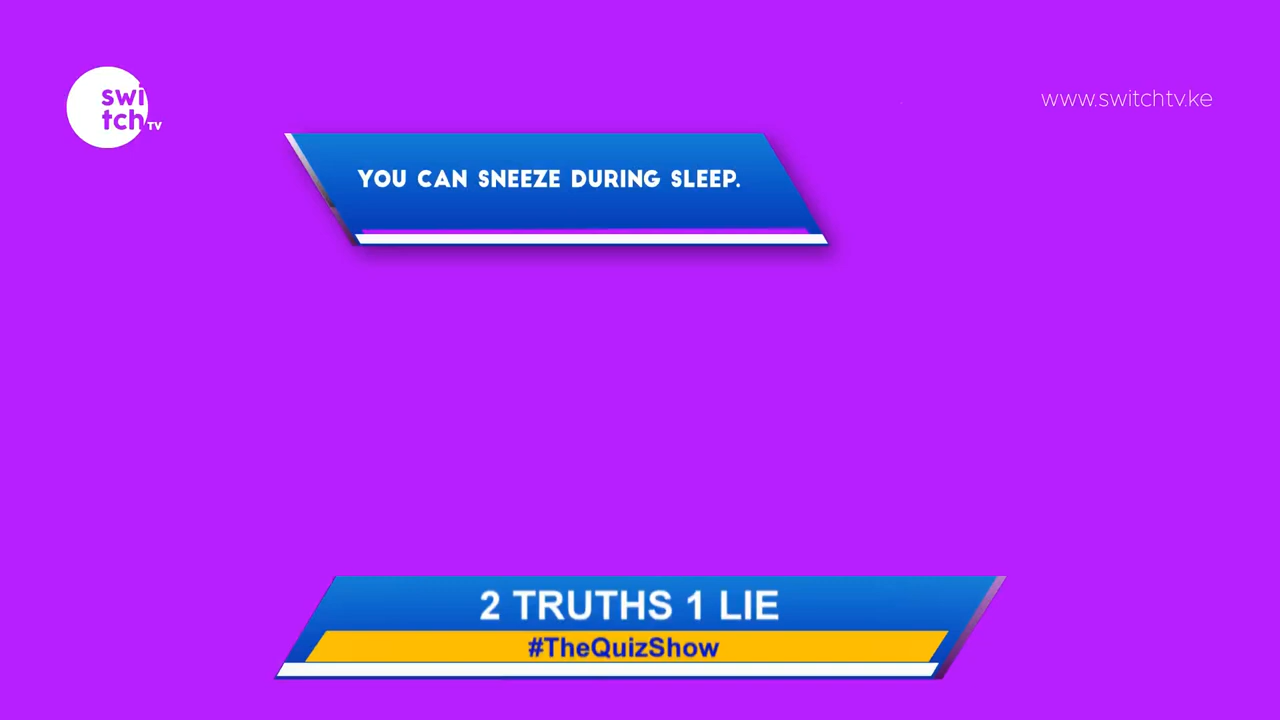 swi
tch TV
www.switchtv.ke
YOU CAN SNEEZE DURING SLEEP.
2 TRUTHS 1 LIE
#TheQuizShow